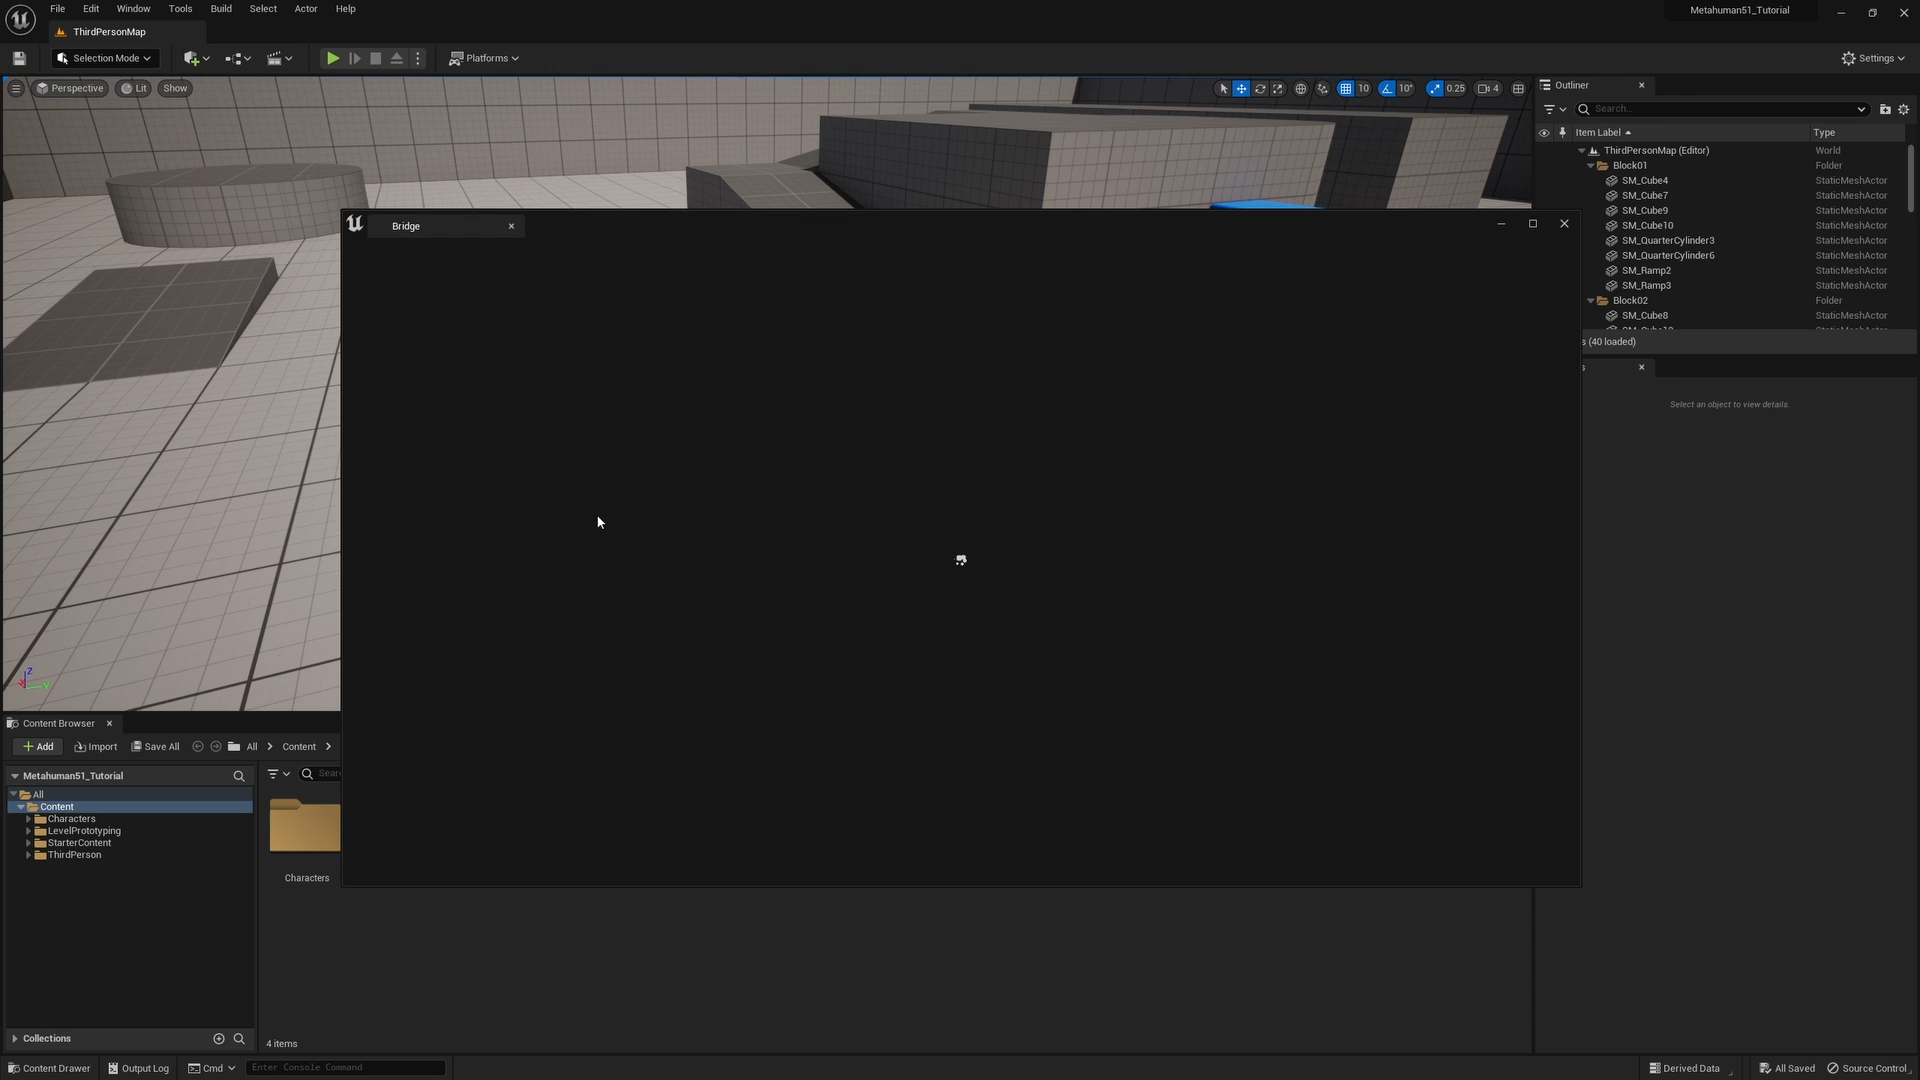 File Edit Window Tools Build Select Actor Help
Metahuman51_Tutorial
ThirdPersonMap
Selection Mode
Platforms
Settings
Perspective Lit Show
10 10° 0.25 4
Outliner
Search...
Item Label Type
ThirdPersonMap (Editor) World
Block01 Folder
SM_Cube4 StaticMeshActor
SM_Cube7 StaticMeshActor
SM_Cube9 StaticMeshActor
SM_Cube10 StaticMeshActor
SM_QuarterCylinder3 StaticMeshActor
SM_QuarterCylinder6 StaticMeshActor
SM_Ramp2 StaticMeshActor
SM_Ramp3 StaticMeshActor
Block02 Folder
SM_Cube8 StaticMeshActor
s (40 loaded)
s
Select an object to view details.
Bridge
Z
Y
Content Browser
Add Import Save All All Content
Metahuman51_Tutorial
Sear
All
Content
Characters
LevelPrototyping
StarterContent
ThirdPerson
Characters
Collections
4 items
Content Drawer Output Log Cmd Enter Console Command
Derived Data All Saved Source Control